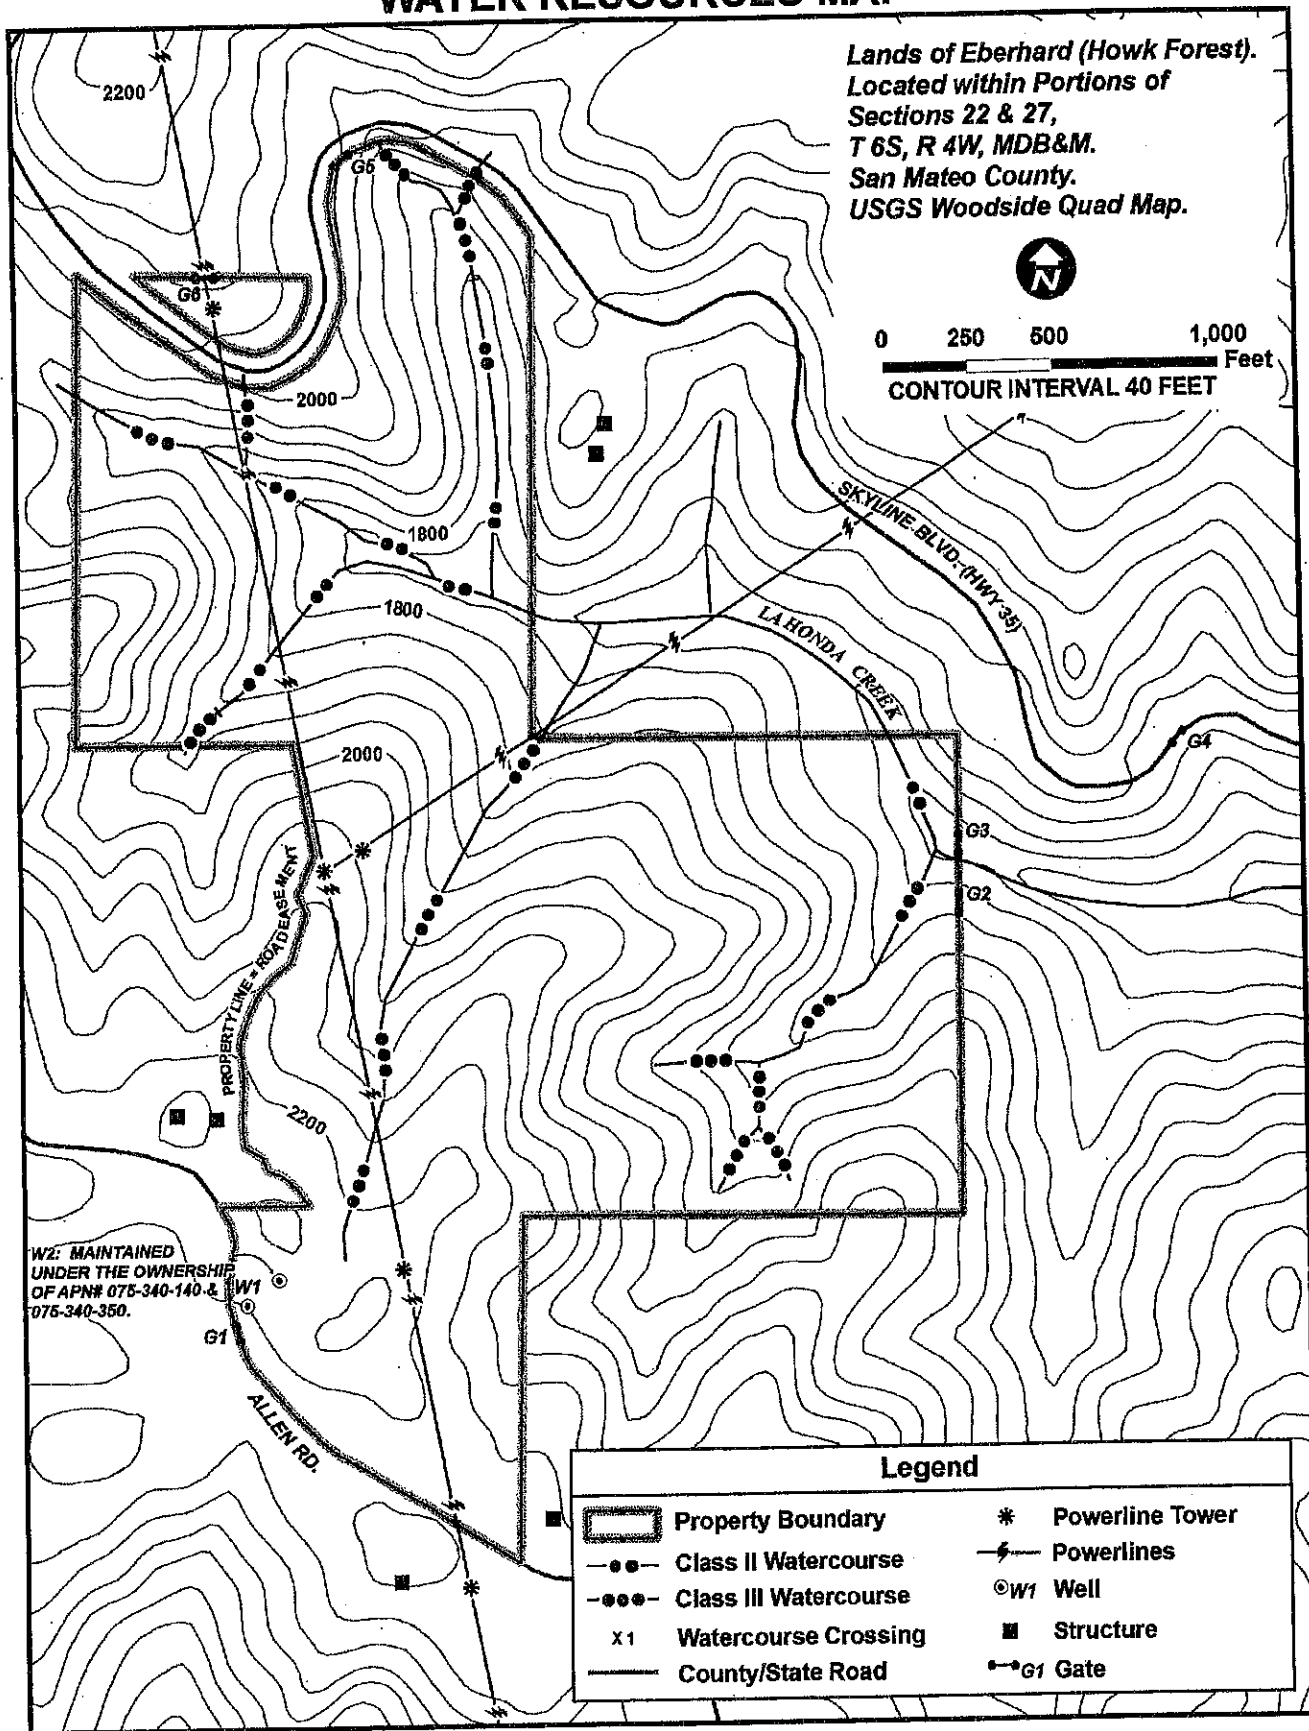 WATER RESOURCES MAP
Lands of Eberhard (Howk Forest).
Located within Portions of
Sections 22 & 27,
T 6S, R 4W, MDB&M.
San Mateo County.
USGS Woodside Quad Map.
N
0 250 500 1,000
Feet
CONTOUR INTERVAL 40 FEET
2200
G5
G6
2000
1800
1800
SKYLINE BLVD. (HWY 35)
LA HONDA CREEK
2000
G4
G3
G2
PROPERTY LINE = ROAD EASEMENT
2200
W2: MAINTAINED
UNDER THE OWNERSHIP
OF APN# 075-340-140 &
075-340-350.
W1
G1
ALLEN RD.
Legend
Property Boundary
Class II Watercourse
Class III Watercourse
X1 Watercourse Crossing
County/State Road
Powerline Tower
Powerlines
W1 Well
Structure
G1 Gate